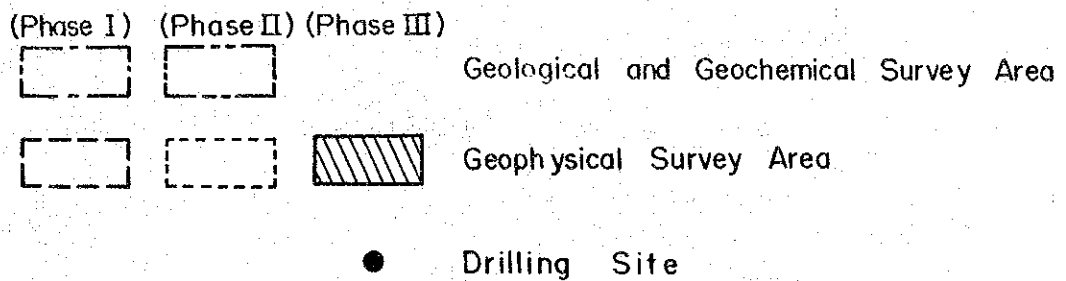 (Phase I) (Phase II) (Phase III)
Geological and Geochemical Survey Area
Geophysical Survey Area
Drilling Site